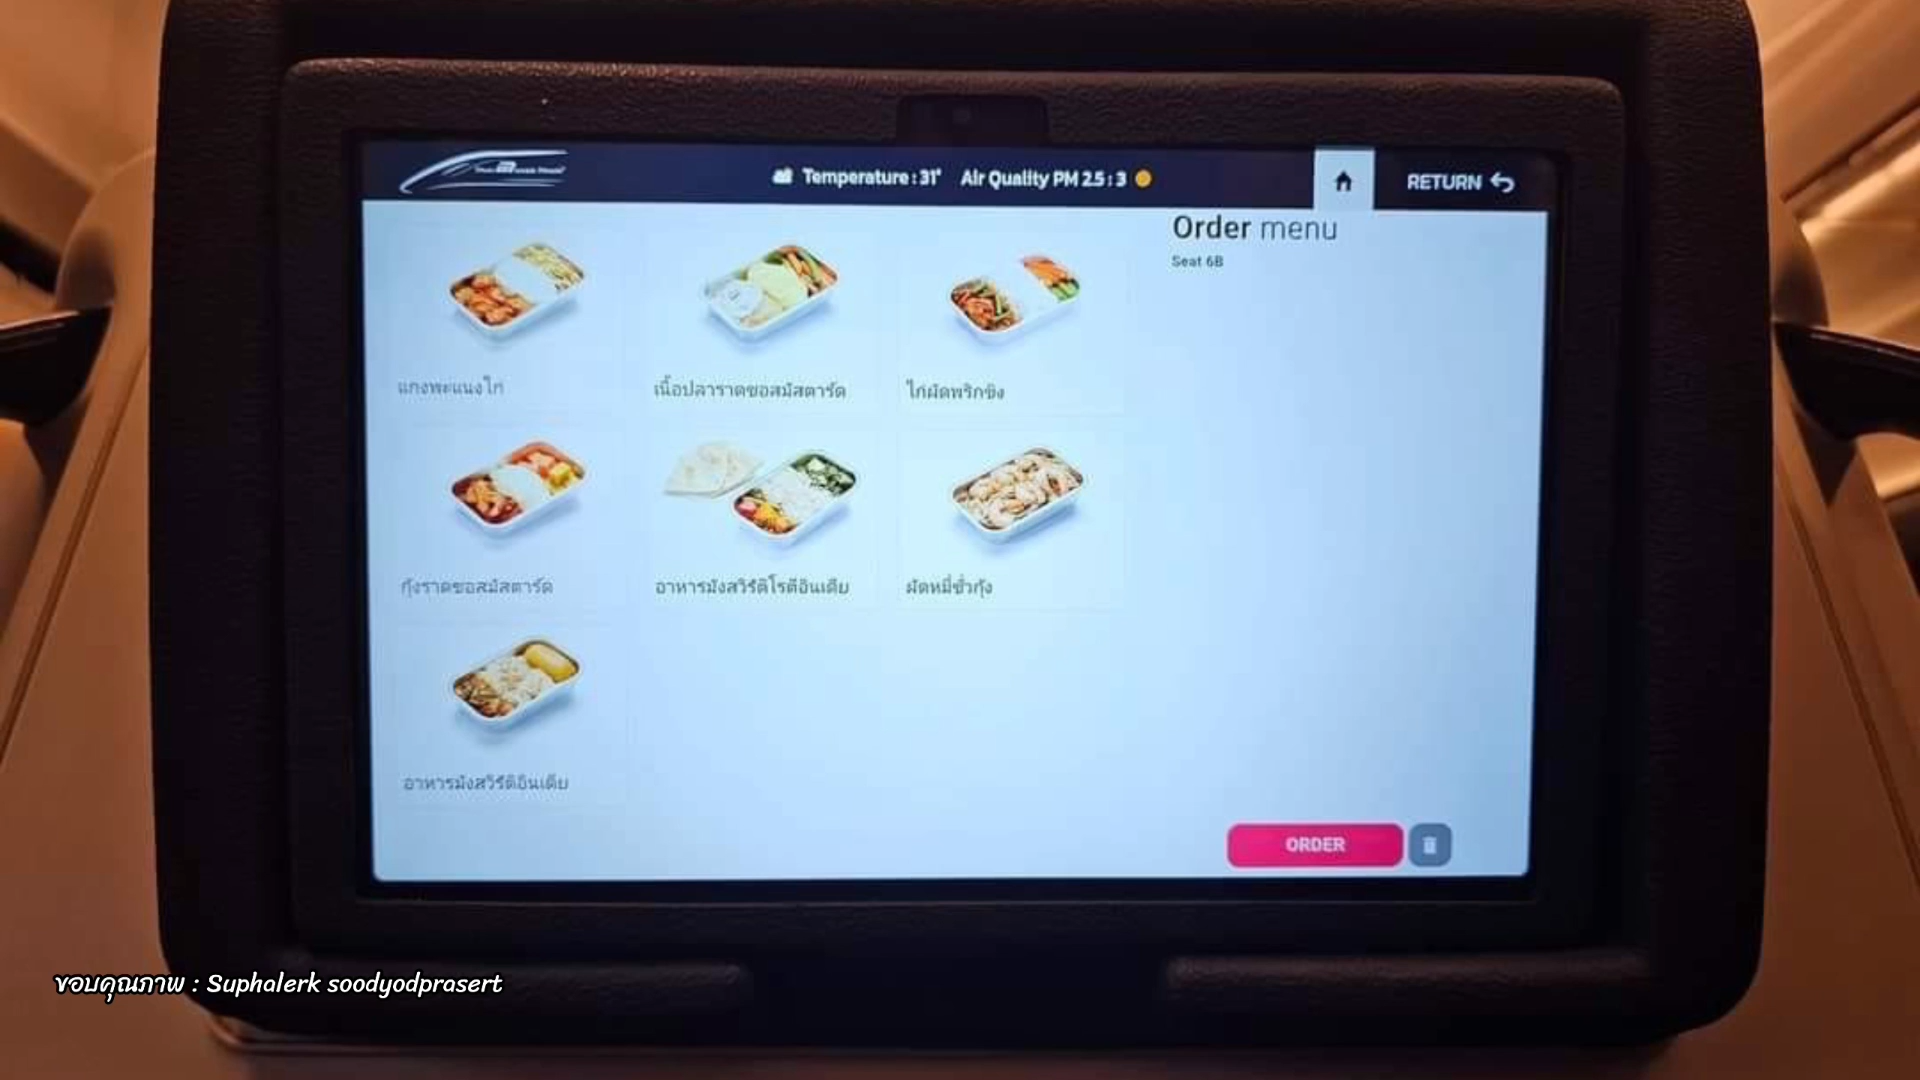 Temperature : 31° Air Quality PM 2.5 : 3
RETURN
Order menu
Seat 6B
แกงพะแนงไก่
เนื้อปลาราดซอสมัสตาร์ด
ไก่ผัดพริกขิง
กุ้งราดซอสมัสตาร์ด
อาหารมังสวิรัติโรตีอินเดีย
ผัดหมี่ซั่วกุ้ง
อาหารมังสวิรัติอินเดีย
ORDER
ขอบคุณภาพ : Suphalerk soodyodprasert